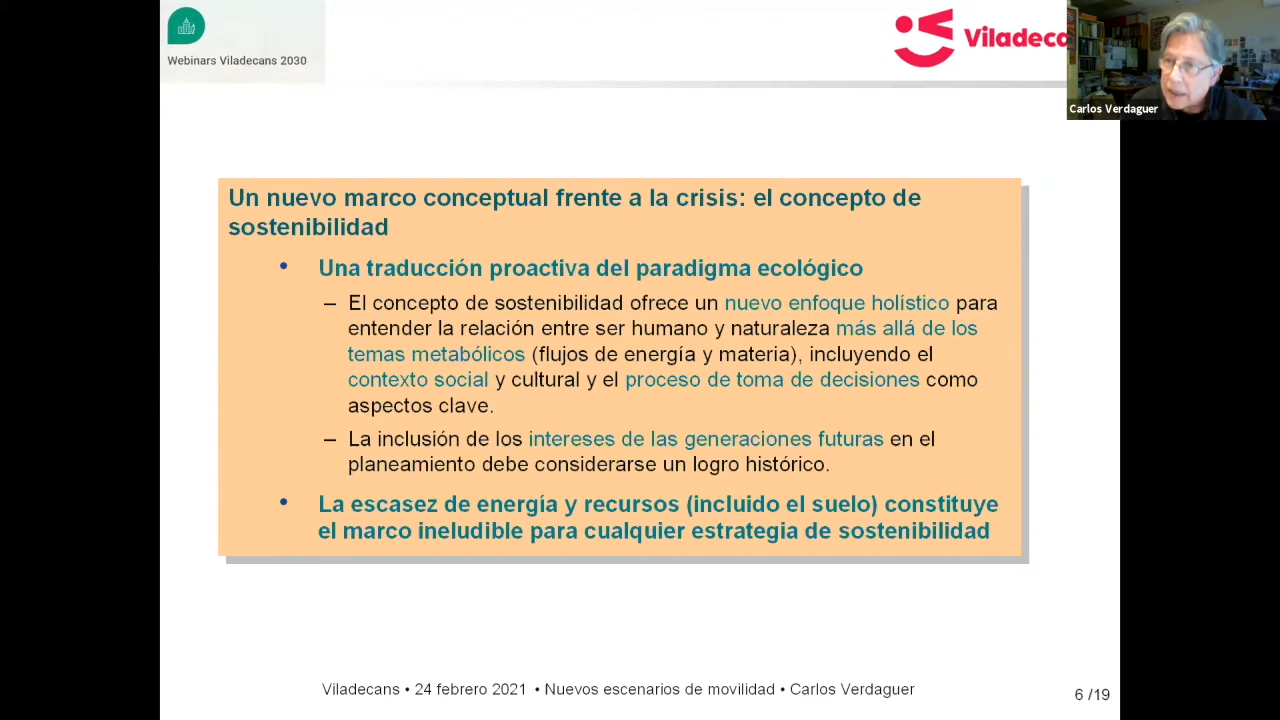 Webinars Viladecans 2030
Viladeca
Carlos Verdaguer
Un nuevo marco conceptual frente a la crisis: el concepto de
sostenibilidad
• Una traducción proactiva del paradigma ecológico
– El concepto de sostenibilidad ofrece un nuevo enfoque holístico para
entender la relación entre ser humano y naturaleza más allá de los
temas metabólicos (flujos de energía y materia), incluyendo el
contexto social y cultural y el proceso de toma de decisiones como
aspectos clave.
– La inclusión de los intereses de las generaciones futuras en el
planeamiento debe considerarse un logro histórico.
• La escasez de energía y recursos (incluido el suelo) constituye
el marco ineludible para cualquier estrategia de sostenibilidad
Viladecans • 24 febrero 2021 • Nuevos escenarios de movilidad • Carlos Verdaguer
6 /19